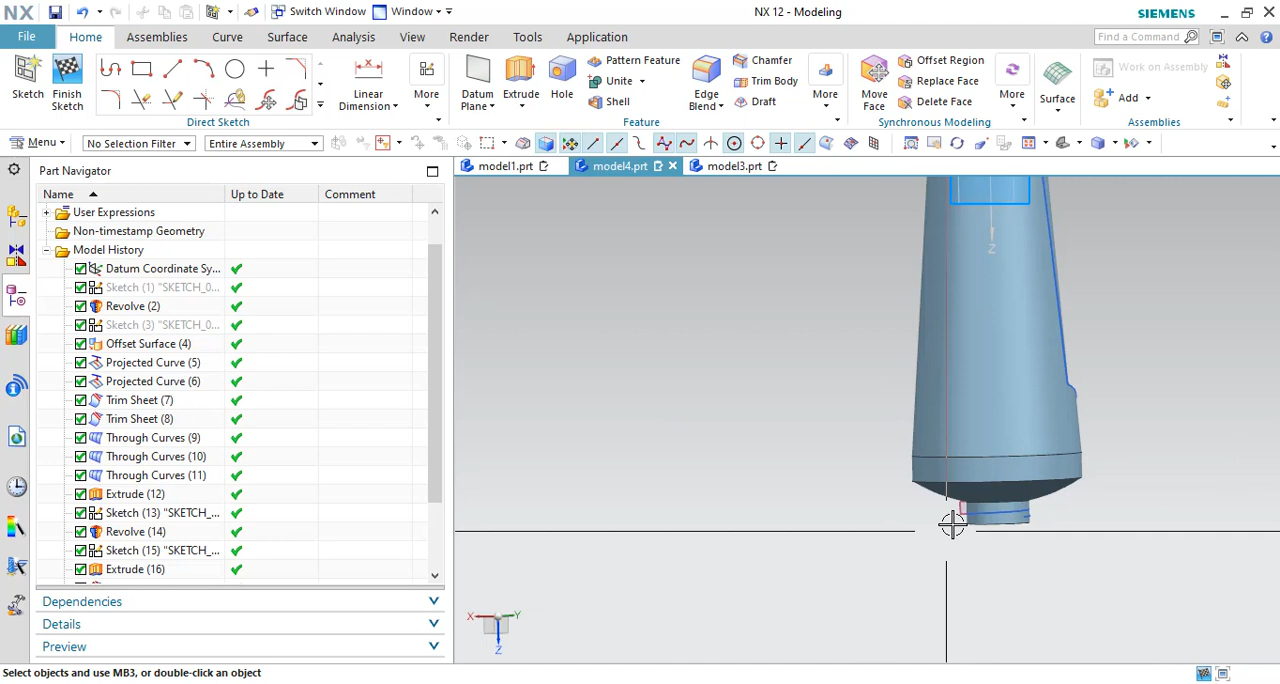 NX Switch Window Window NX 12 - Modeling SIEMENS
File Home Assemblies Curve Surface Analysis View Render Tools Application Find a Command
Sketch Finish Sketch Linear Dimension More Datum Plane Extrude Hole Pattern Feature Unite Shell Edge Blend Chamfer Trim Body Draft More Move Face Offset Region Replace Face Delete Face More Surface Work on Assembly Add
Direct Sketch Feature Synchronous Modeling Assemblies
Menu No Selection Filter Entire Assembly
Part Navigator model1.prt model4.prt model3.prt
Name Up to Date Comment
User Expressions
Non-timestamp Geometry
Model History
Datum Coordinate Sy...
Sketch (1) "SKETCH_0...
Revolve (2)
Sketch (3) "SKETCH_0...
Offset Surface (4)
Projected Curve (5)
Projected Curve (6)
Trim Sheet (7)
Trim Sheet (8)
Through Curves (9)
Through Curves (10)
Through Curves (11)
Extrude (12)
Sketch (13) "SKETCH_...
Revolve (14)
Sketch (15) "SKETCH_...
Extrude (16)
Dependencies
Details
Preview
Z
X Y
Z
Select objects and use MB3, or double-click an object